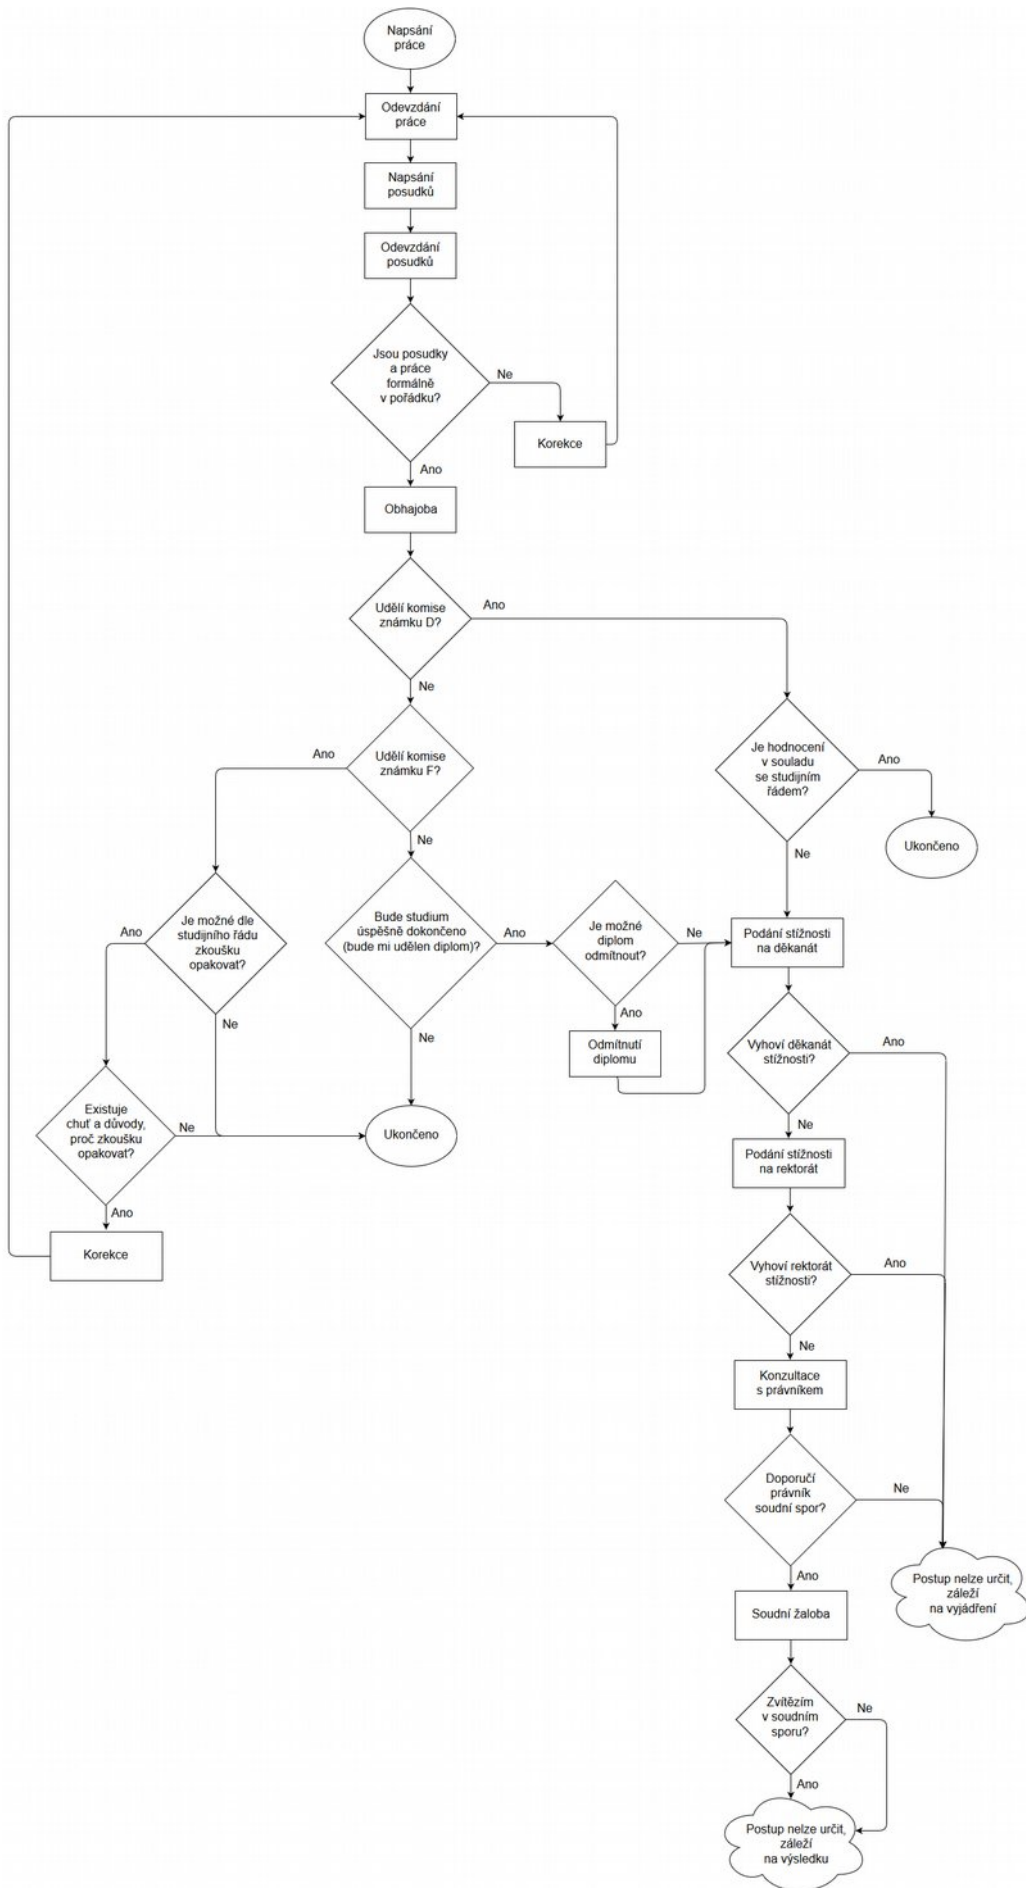 Napsání
práce
Odevzdání
práce
Napsání
posudků
Odevzdání
posudků
Jsou posudky
a práce
formálně
v pořádku?
Ne
Korekce
Ano
Obhajoba
Udělí komise
známku D?
Ano
Ne
Udělí komise
známku F?
Ano
Ne
Je hodnocení
v souladu
se studijním
řádem?
Ano
Ukončeno
Ne
Je možné dle
studijního řádu
zkoušku
opakovat?
Ano
Ne
Bude studium
úspěšně dokončeno
(bude mi udělen diplom)?
Ano
Ne
Je možné
diplom
odmítnout?
Ne
Ano
Odmítnutí
diplomu
Podání stížnosti
na děkanát
Vyhoví děkanát
stížnosti?
Ano
Ne
Existuje
chuť a důvody,
proč zkoušku
opakovat?
Ne
Ukončeno
Ano
Korekce
Podání stížnosti
na rektorát
Vyhoví rektorát
stížnosti?
Ano
Ne
Konzultace
s právníkem
Doporučí
právník
soudní spor?
Ne
Ano
Postup nelze určit,
záleží
na vyjádření
Soudní žaloba
Zvítězím
v soudním
sporu?
Ne
Ano
Postup nelze určit,
záleží
na výsledku